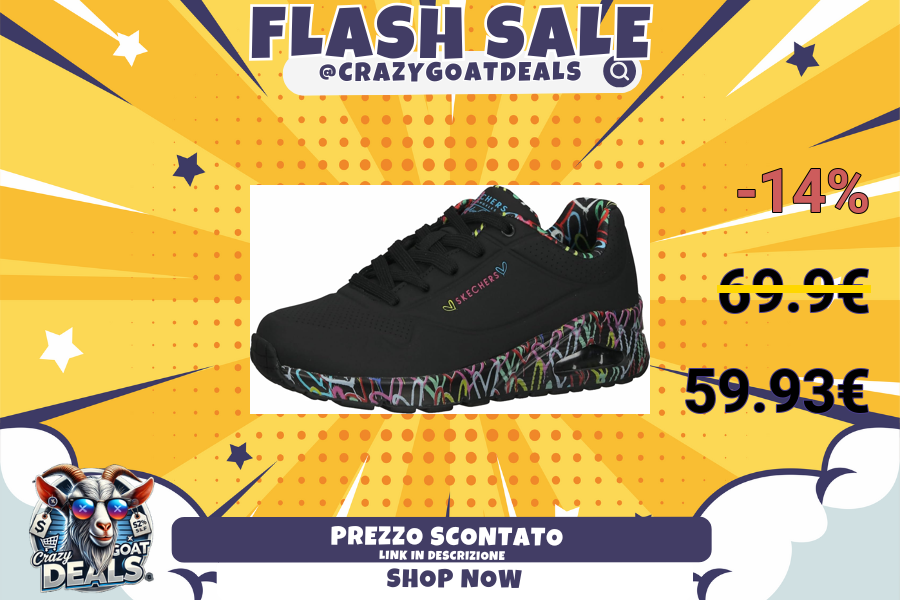 FLASH SALE
@CRAZYGOATDEALS
-14%
SKECHERS
69.9€
59.93€
PREZZO SCONTATO
LINK IN DESCRIZIONE
SHOP NOW
$
Crazy
GOAT
DEALS